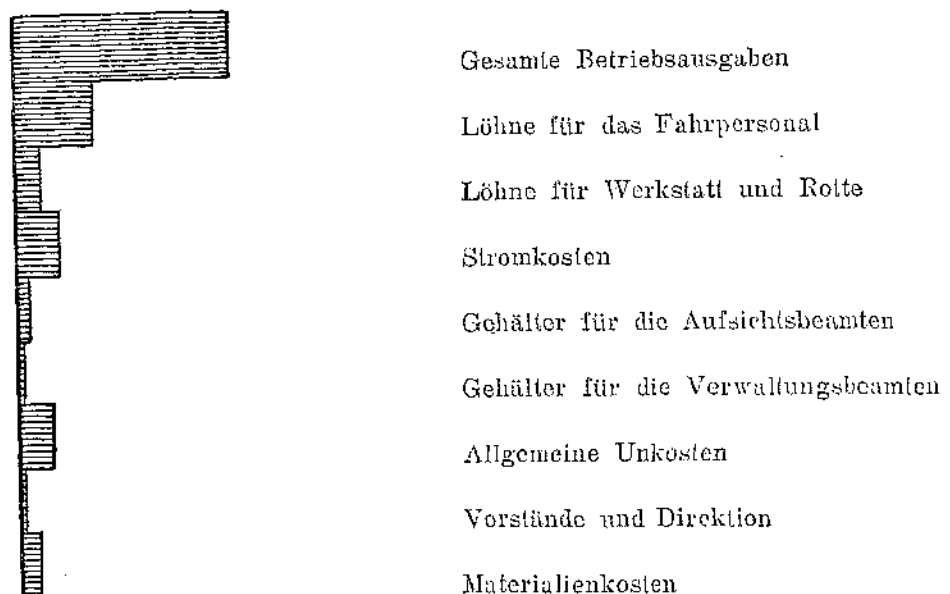 Gesamte Betriebsausgaben
Löhne für das Fahrpersonal
Löhne für Werkstatt und Rotte
Stromkosten
Gehälter für die Aufsichtsbeamten
Gehälter für die Verwaltungsbeamten
Allgemeine Unkosten
Vorstände und Direktion
Materialienkosten